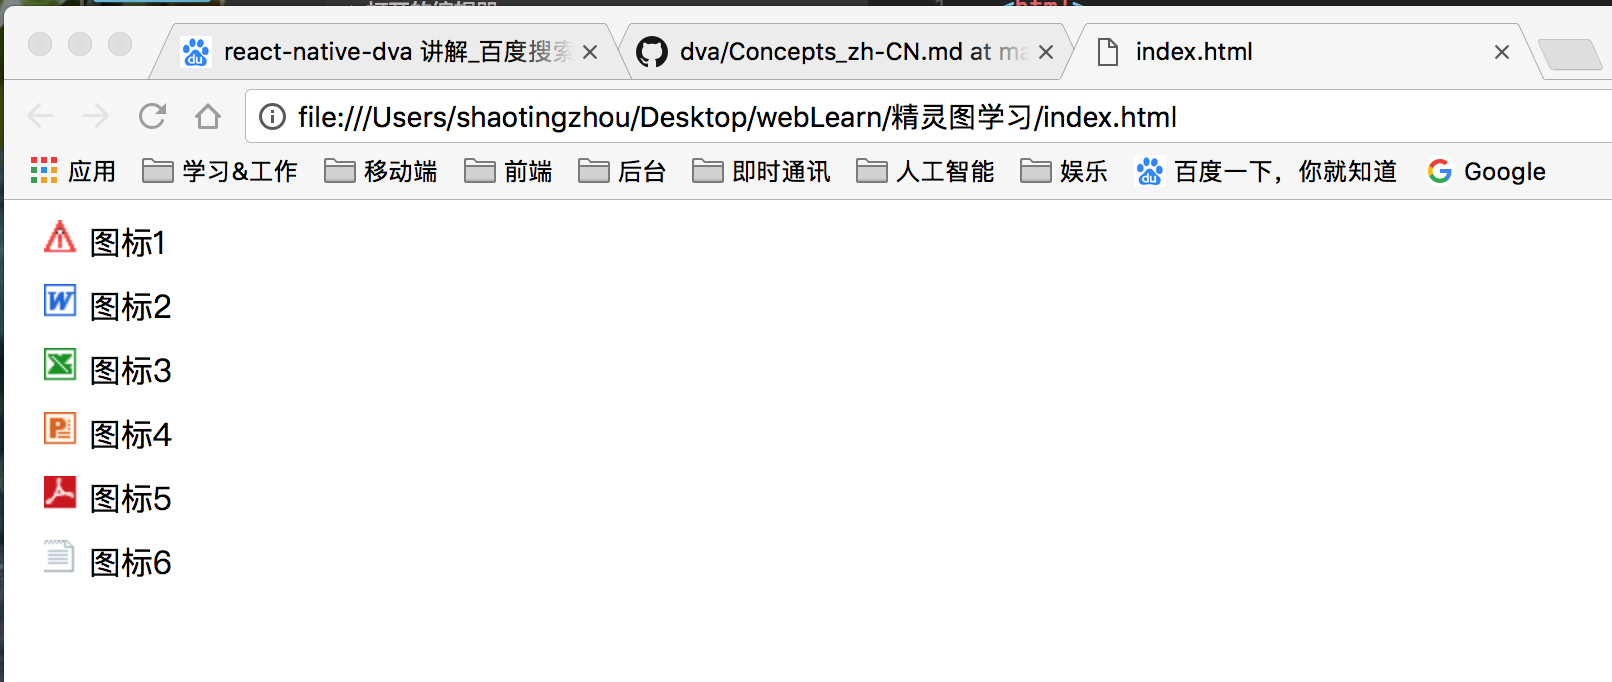 react-native-dva 讲解_百度搜索
dva/Concepts_zh-CN.md at ma
index.html
file:///Users/shaotingzhou/Desktop/webLearn/精灵图学习/index.html
应用 学习&工作 移动端 前端 后台 即时通讯 人工智能 娱乐 百度一下，你就知道 Google
图标1
图标2
图标3
图标4
图标5
图标6